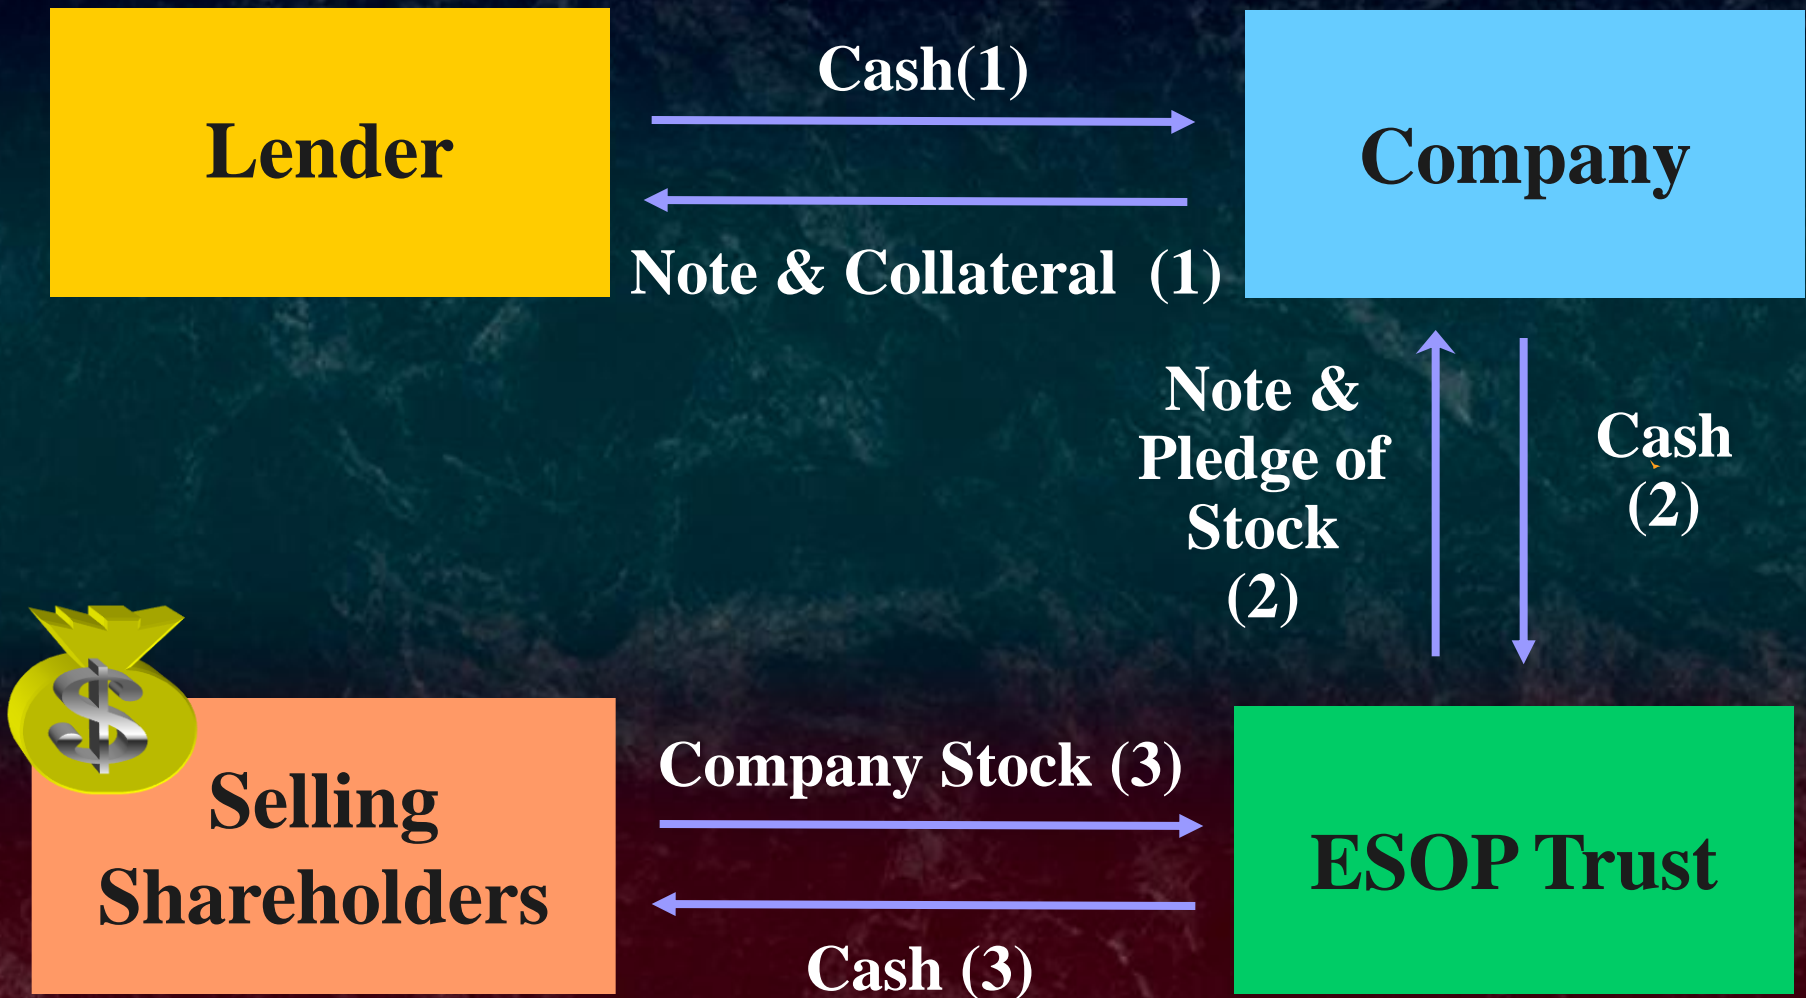 Lender
Cash(1)
Company
Note & Collateral (1)
Note &
Pledge of
Stock
(2)
Cash
(2)
$
Selling
Shareholders
Company Stock (3)
ESOP Trust
Cash (3)